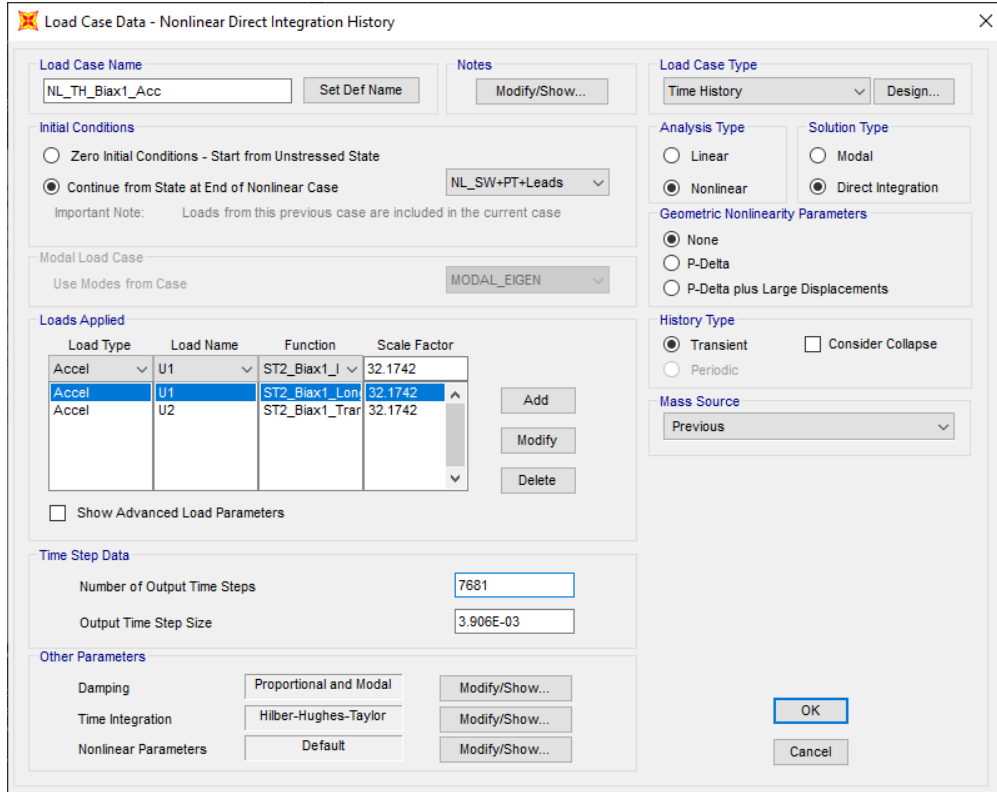 Load Case Data - Nonlinear Direct Integration History
Load Case Name
NL_TH_Biax1_Acc
Set Def Name
Notes
Modify/Show...
Load Case Type
Time History
Design...
Initial Conditions
Zero Initial Conditions - Start from Unstressed State
Continue from State at End of Nonlinear Case
NL_SW+PT+Leads
Important Note: Loads from this previous case are included in the current case
Analysis Type
Linear
Nonlinear
Solution Type
Modal
Direct Integration
Modal Load Case
Use Modes from Case
MODAL_EIGEN
Geometric Nonlinearity Parameters
None
P-Delta
P-Delta plus Large Displacements
Loads Applied
Load Type Load Name Function Scale Factor
Accel U1 ST2_Biax1_l 32.1742
Accel U1 ST2_Biax1_Lon 32.1742
Accel U2 ST2_Biax1_Trar 32.1742
Add
Modify
Delete
Show Advanced Load Parameters
History Type
Transient
Consider Collapse
Periodic
Mass Source
Previous
Time Step Data
Number of Output Time Steps
7681
Output Time Step Size
3.906E-03
Other Parameters
Damping
Proportional and Modal
Modify/Show...
Time Integration
Hilber-Hughes-Taylor
Modify/Show...
Nonlinear Parameters
Default
Modify/Show...
OK
Cancel